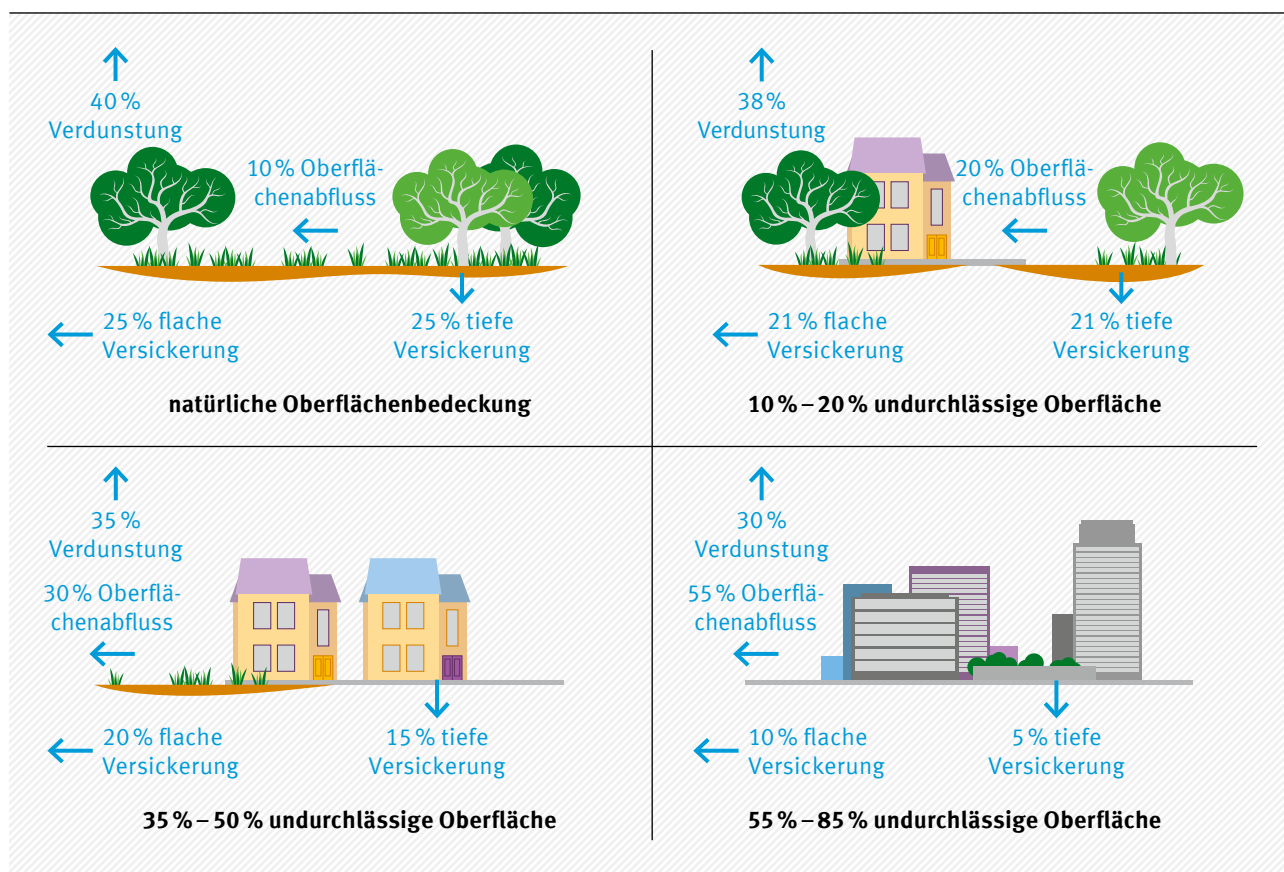 40 %
Verdunstung
10 % Oberflä-
chenabfluss
25 % flache
Versickerung
25 % tiefe
Versickerung
natürliche Oberflächenbedeckung
38 %
Verdunstung
20 % Oberflä-
chenabfluss
21 % flache
Versickerung
21 % tiefe
Versickerung
10 % – 20 % undurchlässige Oberfläche
35 %
Verdunstung
30 % Oberflä-
chenabfluss
20 % flache
Versickerung
15 % tiefe
Versickerung
35 % – 50 % undurchlässige Oberfläche
30 %
Verdunstung
55 % Oberflä-
chenabfluss
10 % flache
Versickerung
5 % tiefe
Versickerung
55 % – 85 % undurchlässige Oberfläche